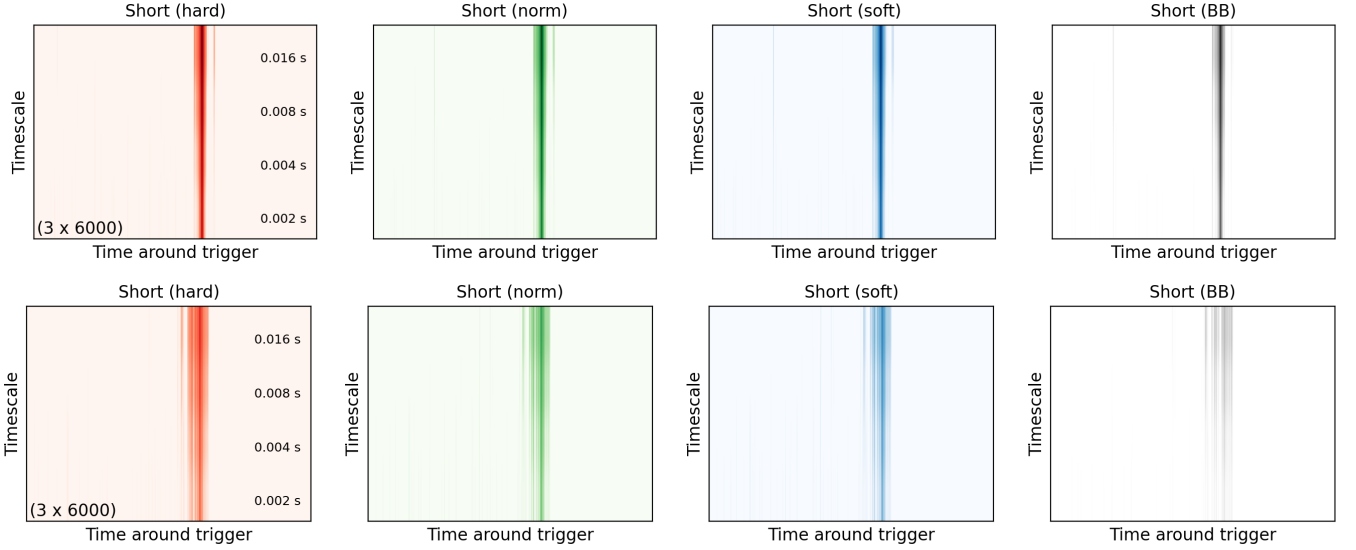 Short (hard)
Short (norm)
Short (soft)
Short (BB)
Timescale
0.016 s
0.008 s
0.004 s
0.002 s
(3 x 6000)
Timescale
Timescale
Timescale
Time around trigger
Time around trigger
Time around trigger
Time around trigger
Short (hard)
Short (norm)
Short (soft)
Short (BB)
Timescale
0.016 s
0.008 s
0.004 s
0.002 s
(3 x 6000)
Timescale
Timescale
Timescale
Time around trigger
Time around trigger
Time around trigger
Time around trigger